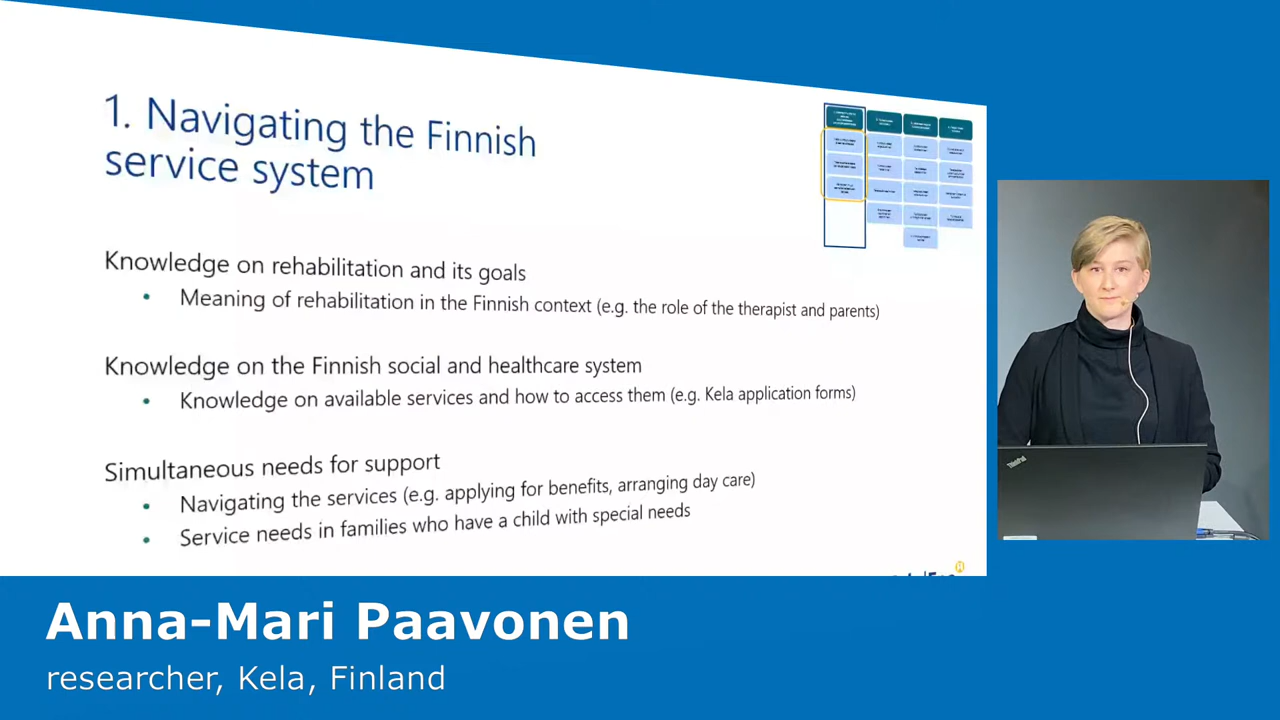 1. Navigating the Finnish
service system
Knowledge on rehabilitation and its goals
• Meaning of rehabilitation in the Finnish context (e.g. the role of the therapist and parents)
Knowledge on the Finnish social and healthcare system
• Knowledge on available services and how to access them (e.g. Kela application forms)
Simultaneous needs for support
• Navigating the services (e.g. applying for benefits, arranging day care)
• Service needs in families who have a child with special needs
ThinkPad
Anna-Mari Paavonen
researcher, Kela, Finland